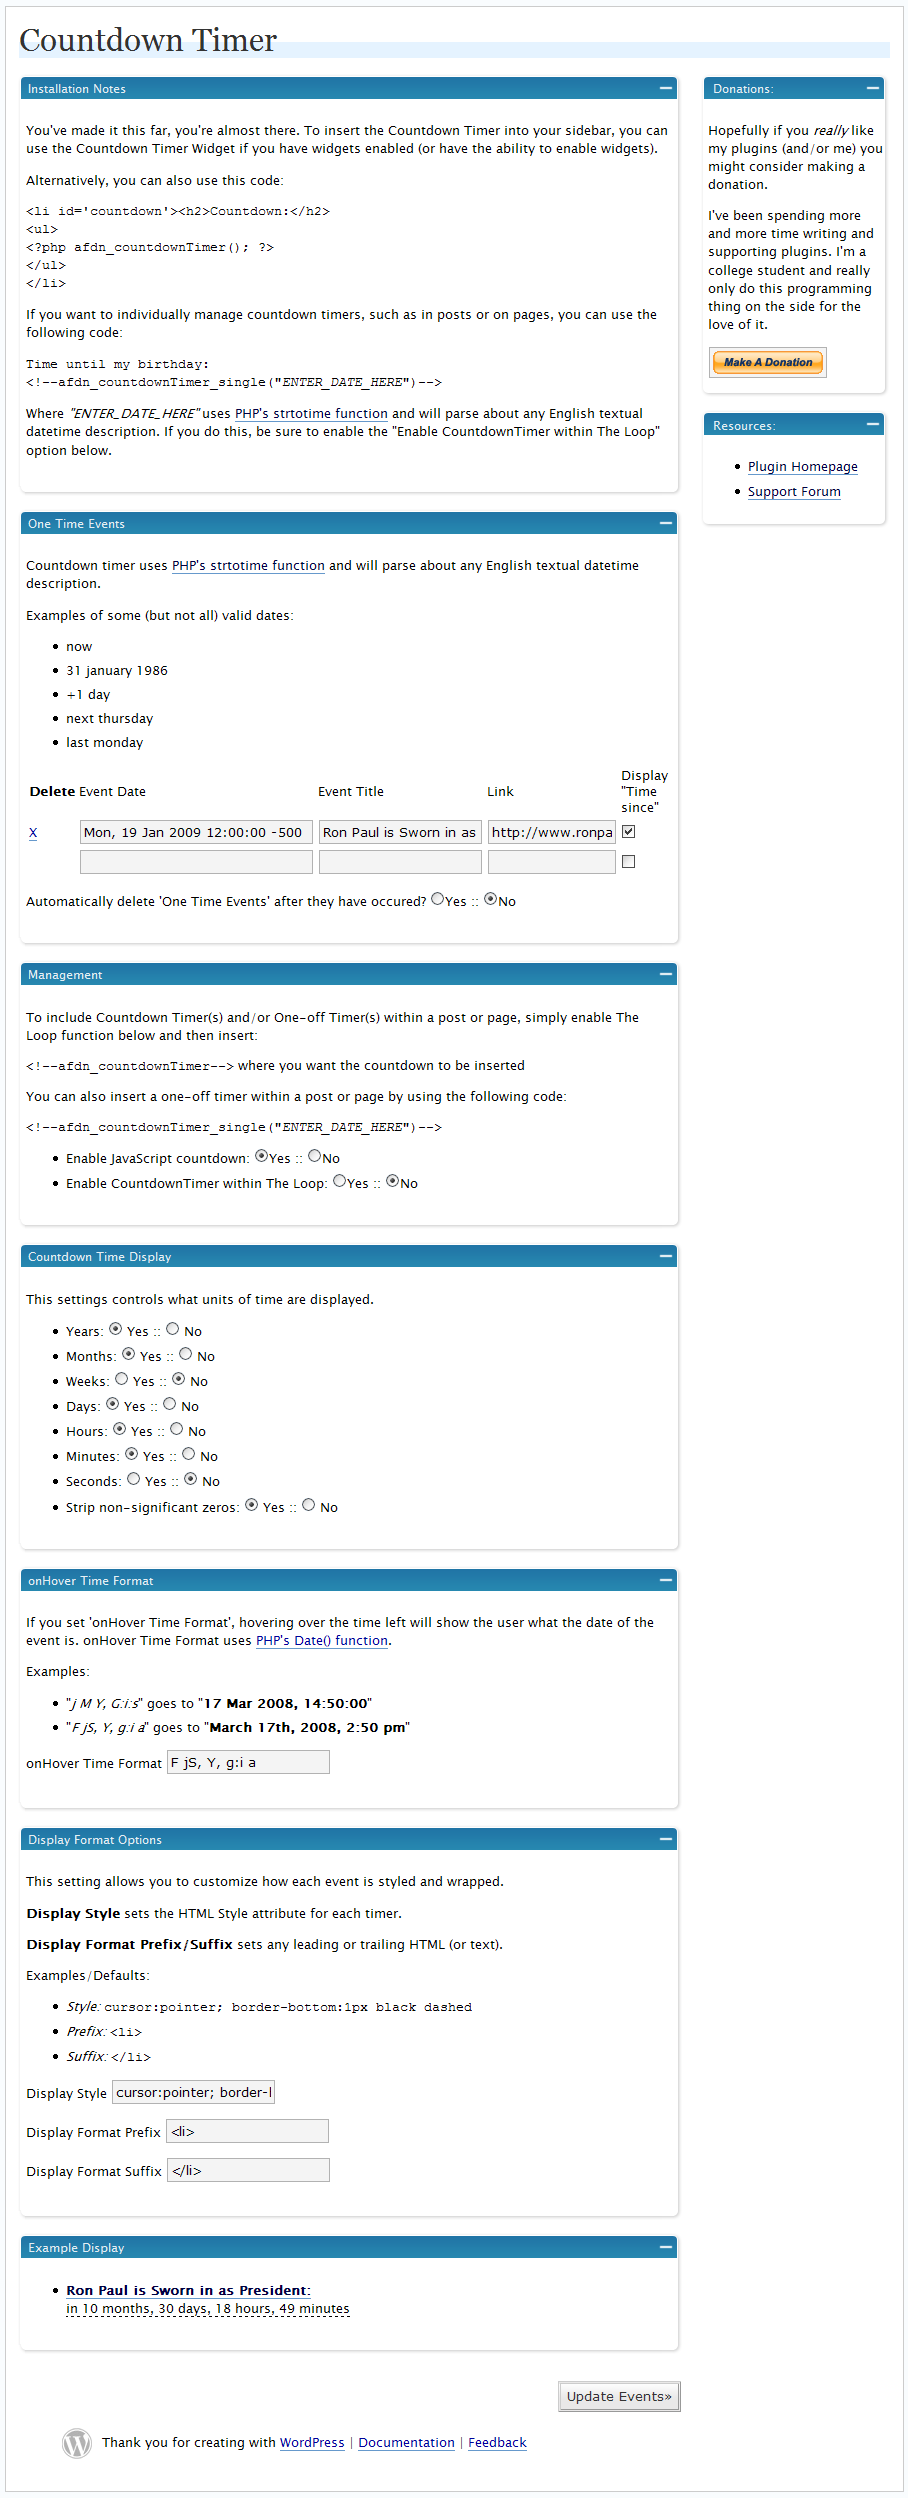 Countdown Timer
Installation Notes
You've made it this far, you're almost there. To insert the Countdown Timer into your sidebar, you can
use the Countdown Timer Widget if you have widgets enabled (or have the ability to enable widgets).
Alternatively, you can also use this code:
<li id='countdown'><h2>Countdown:</h2>
<ul>
<?php afdn_countdownTimer(); ?>
</ul>
</li>
If you want to individually manage countdown timers, such as in posts or on pages, you can use the
following code:
Time until my birthday:
<!--afdn_countdownTimer_single("ENTER_DATE_HERE")-->
Where "ENTER_DATE_HERE" uses PHP's strtotime function and will parse about any English textual
datetime description. If you do this, be sure to enable the "Enable CountdownTimer within The Loop"
option below.
Donations:
Hopefully if you really like
my plugins (and/or me) you
might consider making a
donation.
I've been spending more
and more time writing and
supporting plugins. I'm a
college student and really
only do this programming
thing on the side for the
love of it.
Make A Donation
Resources:
Plugin Homepage
Support Forum
One Time Events
Countdown timer uses PHP's strtotime function and will parse about any English textual datetime
description.
Examples of some (but not all) valid dates:
now
31 january 1986
+1 day
next thursday
last monday
Delete Event Date Event Title Link Display "Time since"
X Mon, 19 Jan 2009 12:00:00 -500 Ron Paul is Sworn in as http://www.ronpa
Automatically delete 'One Time Events' after they have occured? Yes :: No
Management
To include Countdown Timer(s) and/or One-off Timer(s) within a post or page, simply enable The
Loop function below and then insert:
<!--afdn_countdownTimer--> where you want the countdown to be inserted
You can also insert a one-off timer within a post or page by using the following code:
<!--afdn_countdownTimer_single("ENTER_DATE_HERE")-->
Enable JavaScript countdown: Yes :: No
Enable CountdownTimer within The Loop: Yes :: No
Countdown Time Display
This settings controls what units of time are displayed.
Years: Yes :: No
Months: Yes :: No
Weeks: Yes :: No
Days: Yes :: No
Hours: Yes :: No
Minutes: Yes :: No
Seconds: Yes :: No
Strip non-significant zeros: Yes :: No
onHover Time Format
If you set 'onHover Time Format', hovering over the time left will show the user what the date of the
event is. onHover Time Format uses PHP's Date() function.
Examples:
"j M Y, G:i:s" goes to "17 Mar 2008, 14:50:00"
"F jS, Y, g:i a" goes to "March 17th, 2008, 2:50 pm"
onHover Time Format F jS, Y, g:i a
Display Format Options
This setting allows you to customize how each event is styled and wrapped.
Display Style sets the HTML Style attribute for each timer.
Display Format Prefix/Suffix sets any leading or trailing HTML (or text).
Examples/Defaults:
Style: cursor:pointer; border-bottom:1px black dashed
Prefix: <li>
Suffix: </li>
Display Style cursor:pointer; border-l
Display Format Prefix <li>
Display Format Suffix </li>
Example Display
Ron Paul is Sworn in as President:
in 10 months, 30 days, 18 hours, 49 minutes
Update Events»
Thank you for creating with WordPress | Documentation | Feedback